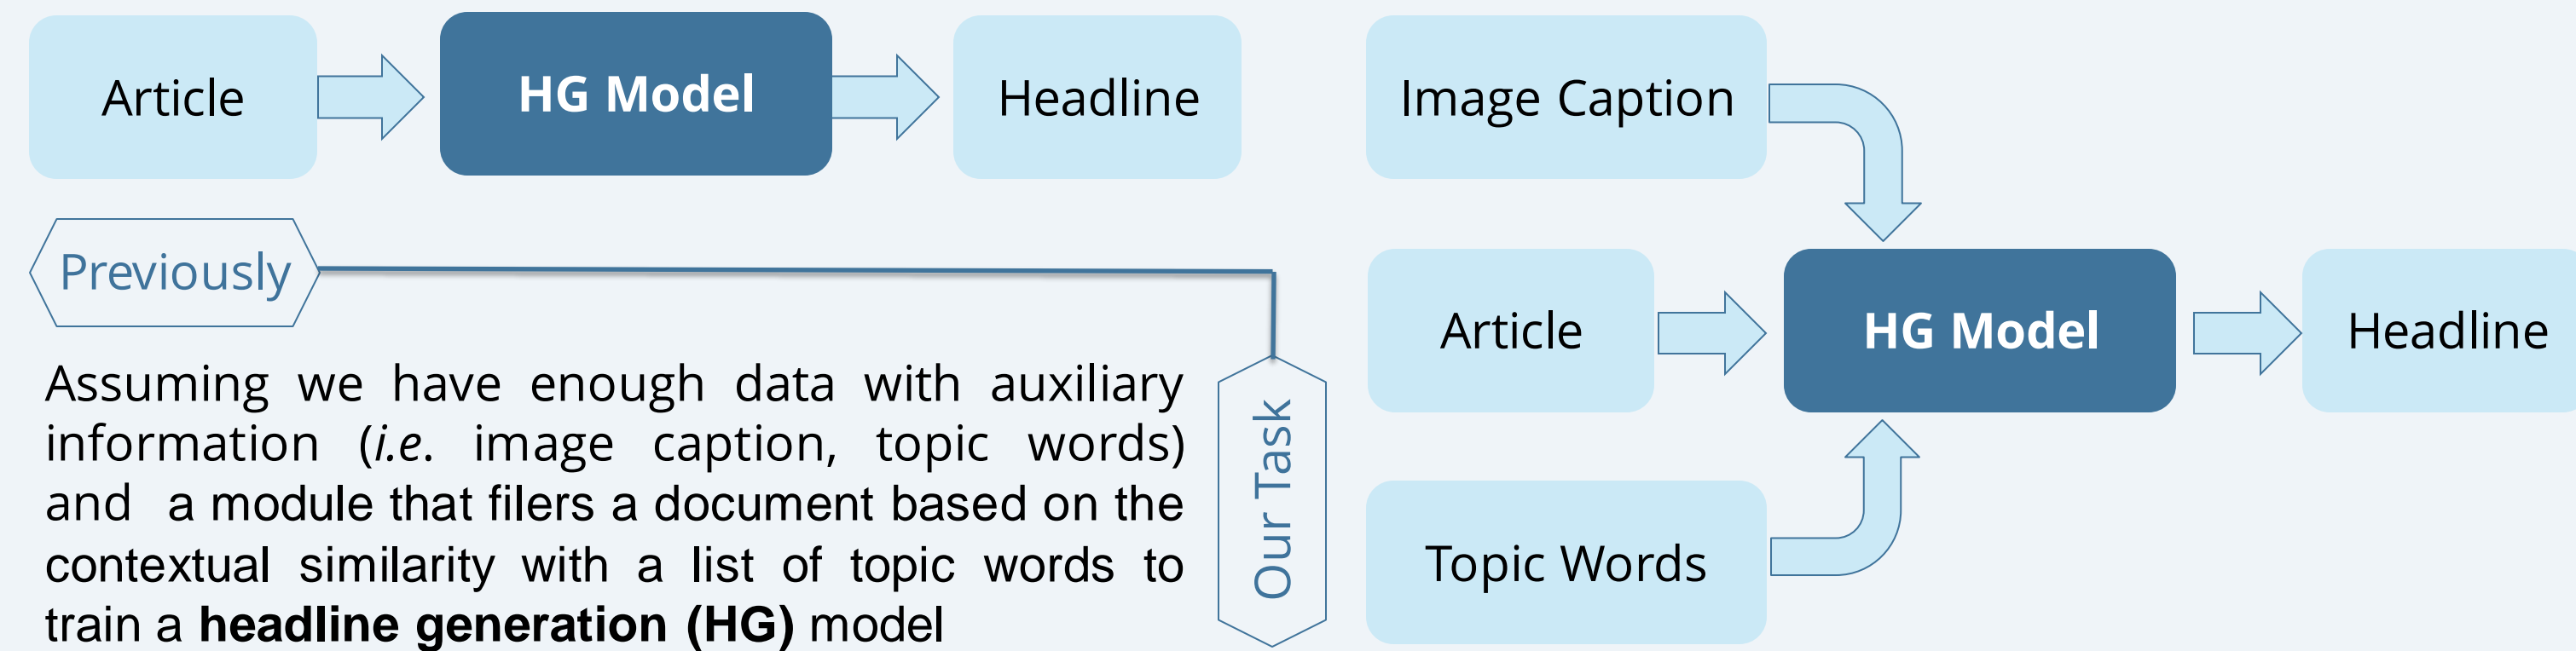 Article
HG Model
Headline
Previously
Assuming we have enough data with auxiliary
information (i.e. image caption, topic words)
and a module that filers a document based on the
contextual similarity with a list of topic words to
train a headline generation (HG) model
Our Task
Image Caption
Article
HG Model
Headline
Topic Words